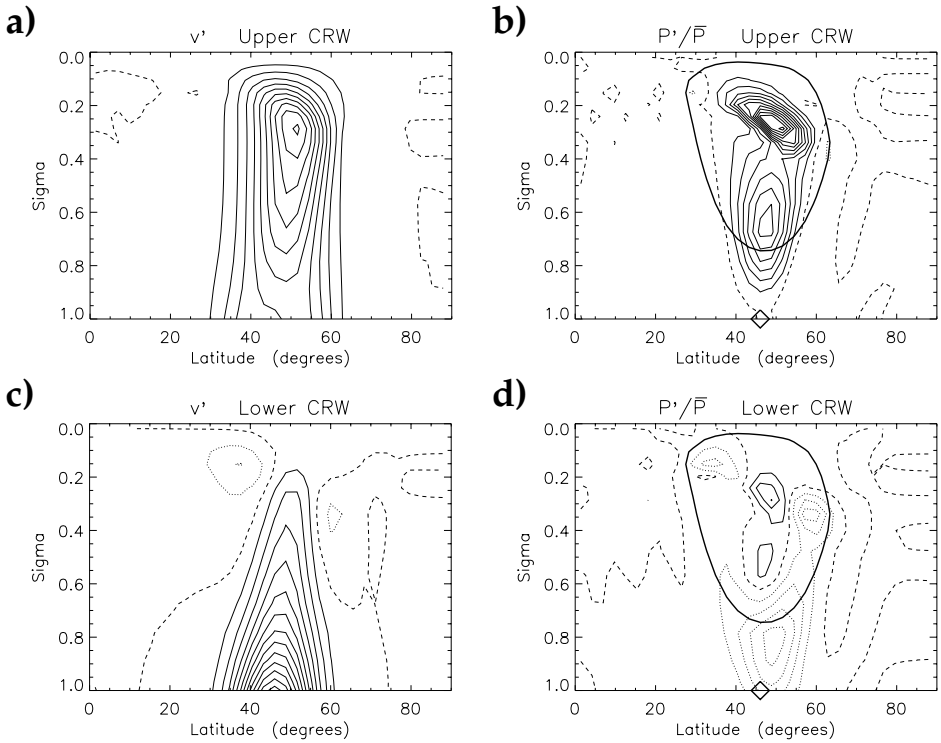 a)
v' Upper CRW
0.0
0.2
0.4
0.6
0.8
1.0
Sigma
0 20 40 60 80
Latitude (degrees)
b)
P'/P̅ Upper CRW
0.0
0.2
0.4
0.6
0.8
1.0
Sigma
0 20 40 60 80
Latitude (degrees)
c)
v' Lower CRW
0.0
0.2
0.4
0.6
0.8
1.0
Sigma
0 20 40 60 80
Latitude (degrees)
d)
P'/P̅ Lower CRW
0.0
0.2
0.4
0.6
0.8
1.0
Sigma
0 20 40 60 80
Latitude (degrees)